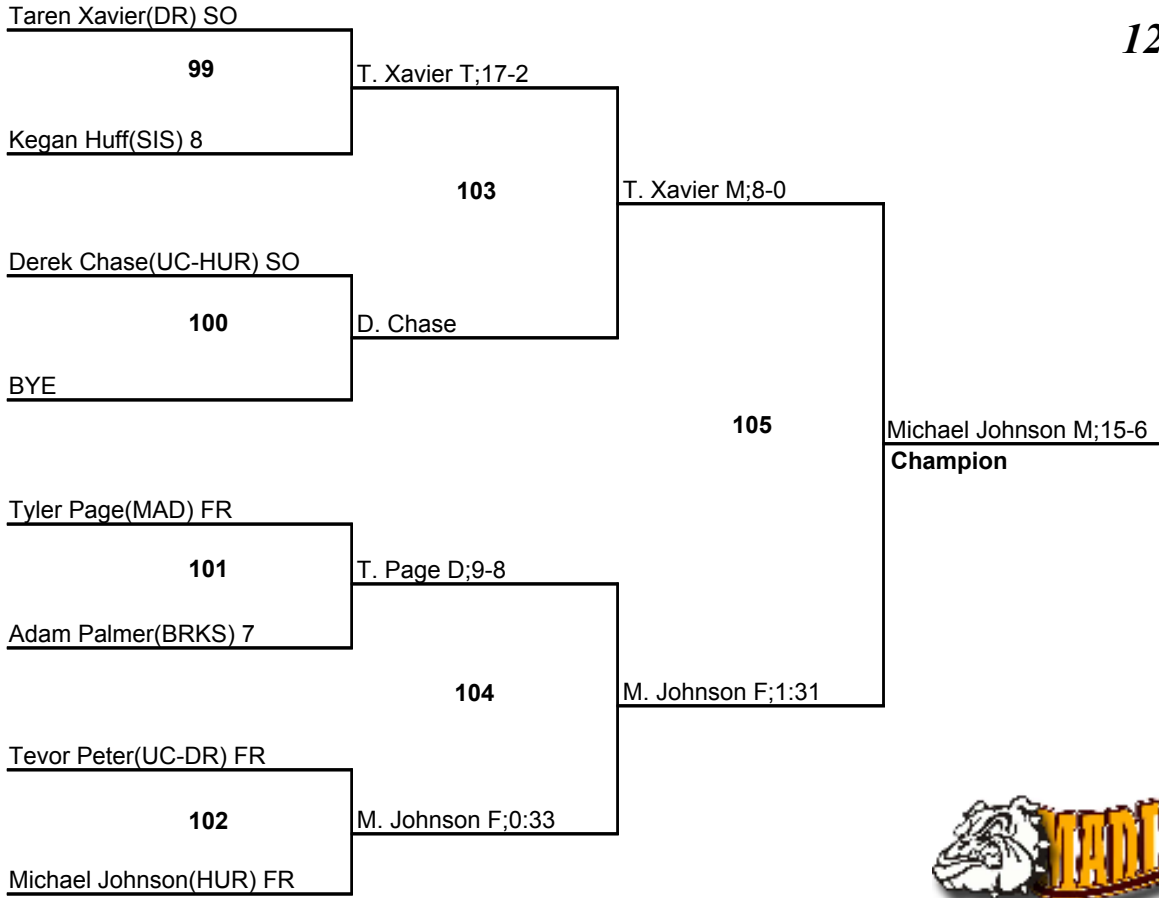 Taren Xavier(DR) SO
12
99
T. Xavier T;17-2
Kegan Huff(SIS) 8
103
T. Xavier M;8-0
Derek Chase(UC-HUR) SO
100
D. Chase
BYE
105
Michael Johnson M;15-6
Champion
Tyler Page(MAD) FR
101
T. Page D;9-8
Adam Palmer(BRKS) 7
104
M. Johnson F;1:31
Tevor Peter(UC-DR) FR
102
M. Johnson F;0:33
Michael Johnson(HUR) FR